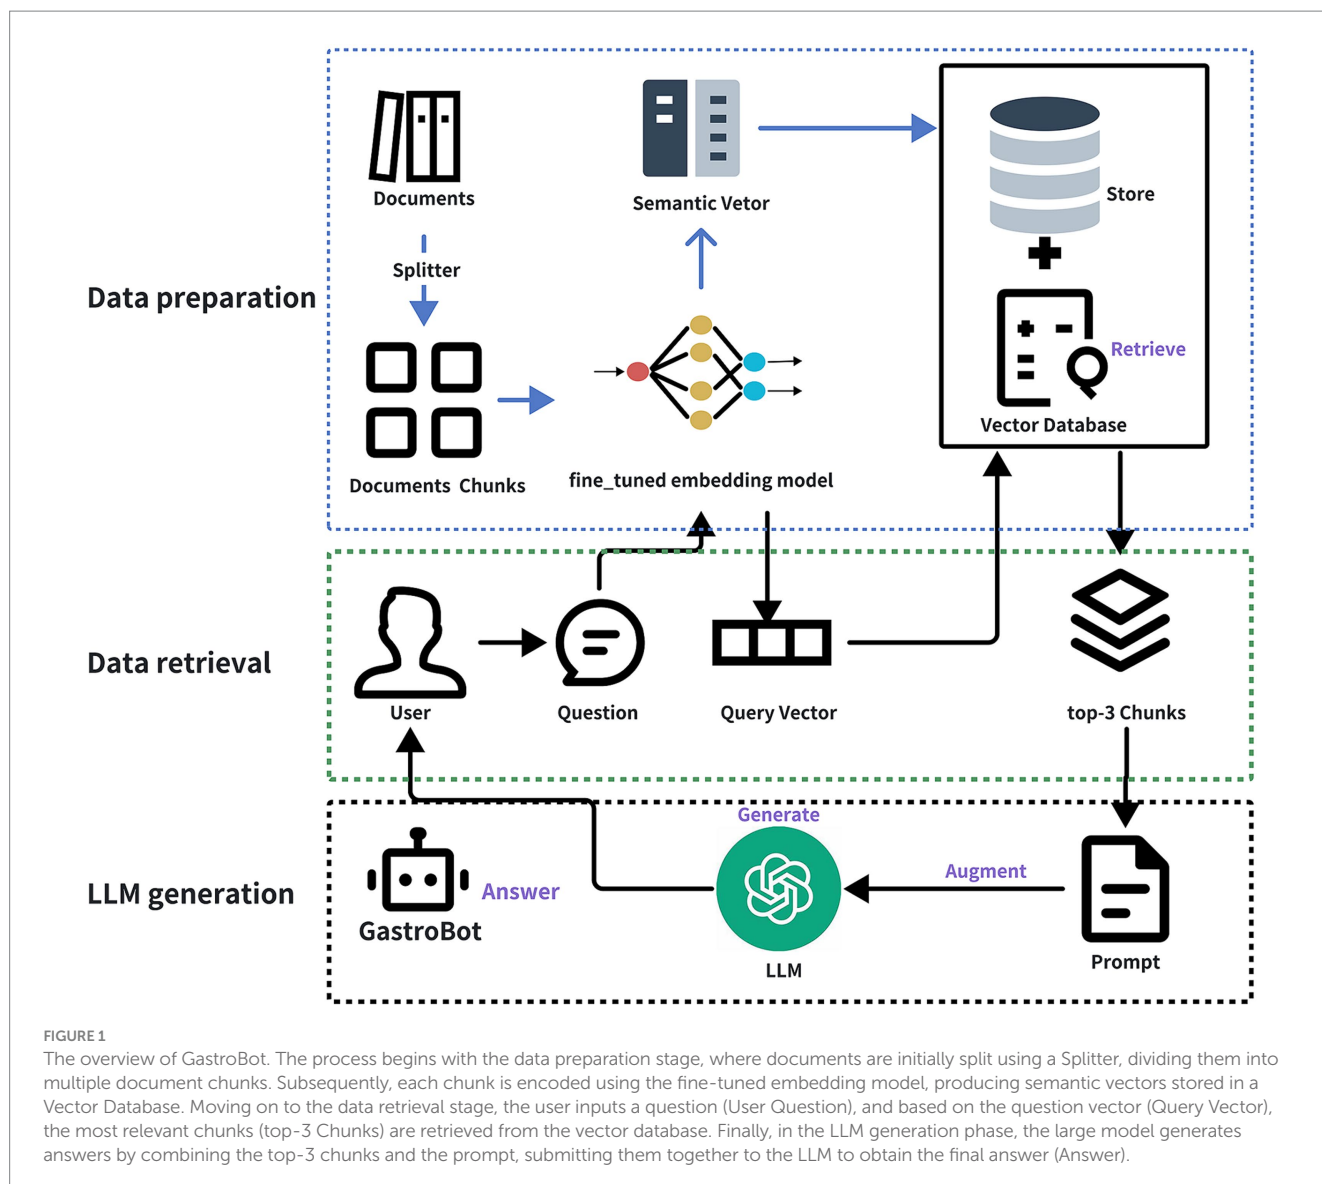 Documents
Semantic Vetor
Store
Splitter
Data preparation
Retrieve
Vector Database
Documents Chunks
fine_tuned embedding model
Data retrieval
User
Question
Query Vector
top-3 Chunks
Generate
Augment
LLM generation
Answer
GastroBot
LLM
Prompt
FIGURE 1
The overview of GastroBot. The process begins with the data preparation stage, where documents are initially split using a Splitter, dividing them into
multiple document chunks. Subsequently, each chunk is encoded using the fine-tuned embedding model, producing semantic vectors stored in a
Vector Database. Moving on to the data retrieval stage, the user inputs a question (User Question), and based on the question vector (Query Vector),
the most relevant chunks (top-3 Chunks) are retrieved from the vector database. Finally, in the LLM generation phase, the large model generates
answers by combining the top-3 chunks and the prompt, submitting them together to the LLM to obtain the final answer (Answer).